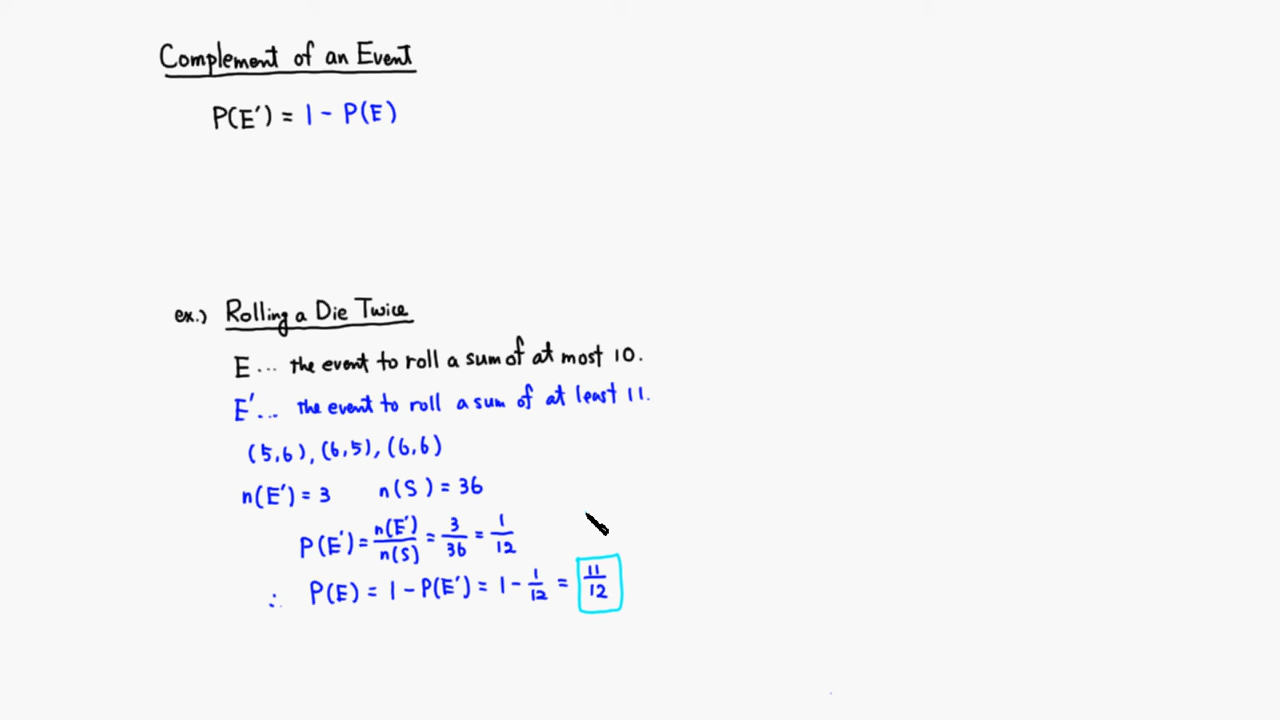 Complement of an Event
P(E′) = 1 - P(E)
ex.) Rolling a Die Twice
E... the event to roll a sum of at most 10.
E′... the event to roll a sum of at least 11.
(5,6), (6,5), (6,6)
n(E′) = 3 n(S) = 36
P(E′) = n(E′)/n(S) = 3/36 = 1/12
∴ P(E) = 1 - P(E′) = 1 - 1/12 = 11/12